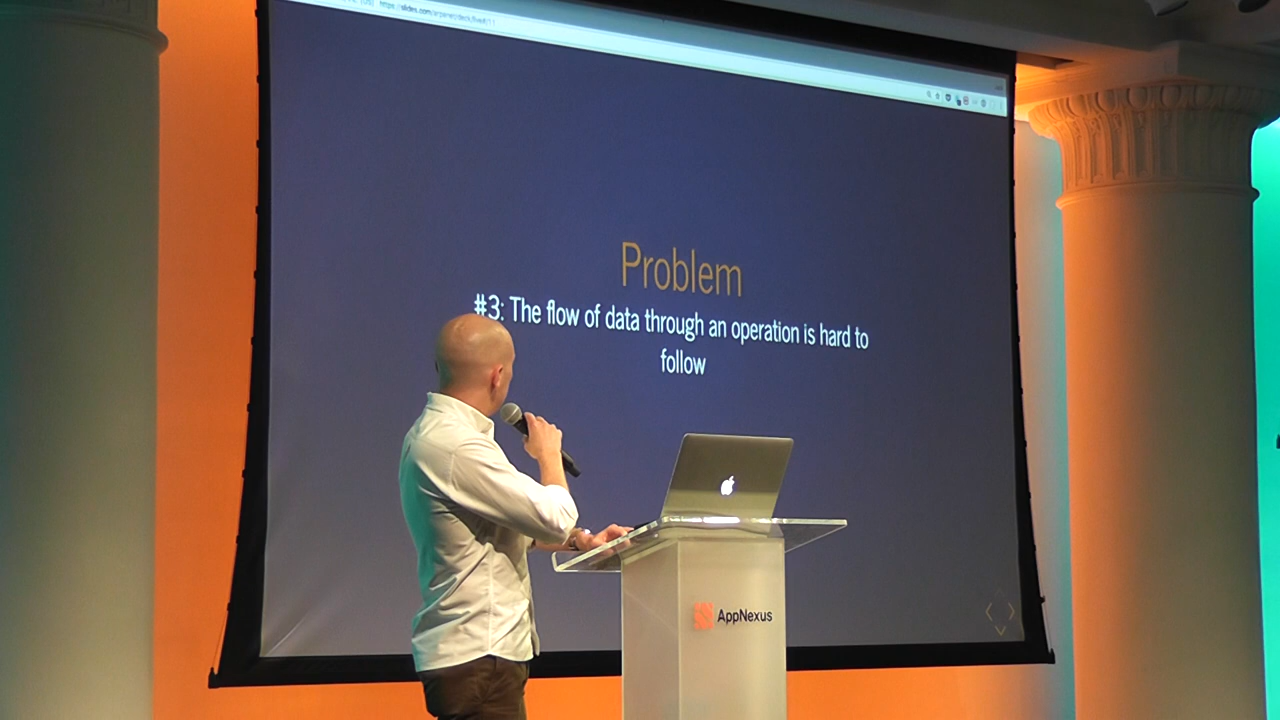 Problem
#3: The flow of data through an operation is hard to
follow
AppNexus